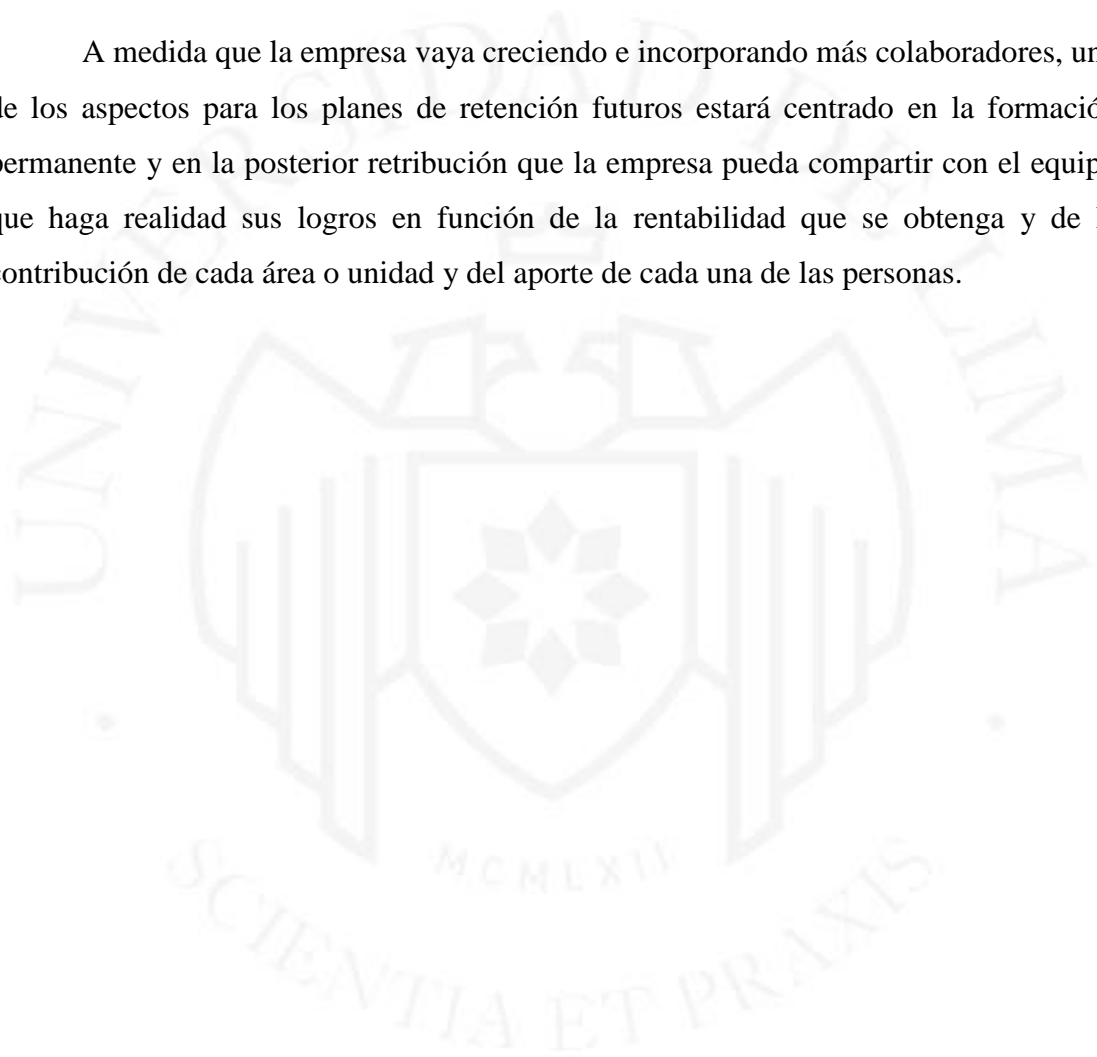 A medida que la empresa vaya creciendo e incorporando más colaboradores, un
de los aspectos para los planes de retención futuros estará centrado en la formació
permanente y en la posterior retribución que la empresa pueda compartir con el equip
que haga realidad sus logros en función de la rentabilidad que se obtenga y de l
contribución de cada área o unidad y del aporte de cada una de las personas.
UNIVERSIDAD DE LIMA
MCMLXII
SCIENTIA ET PRAXIS